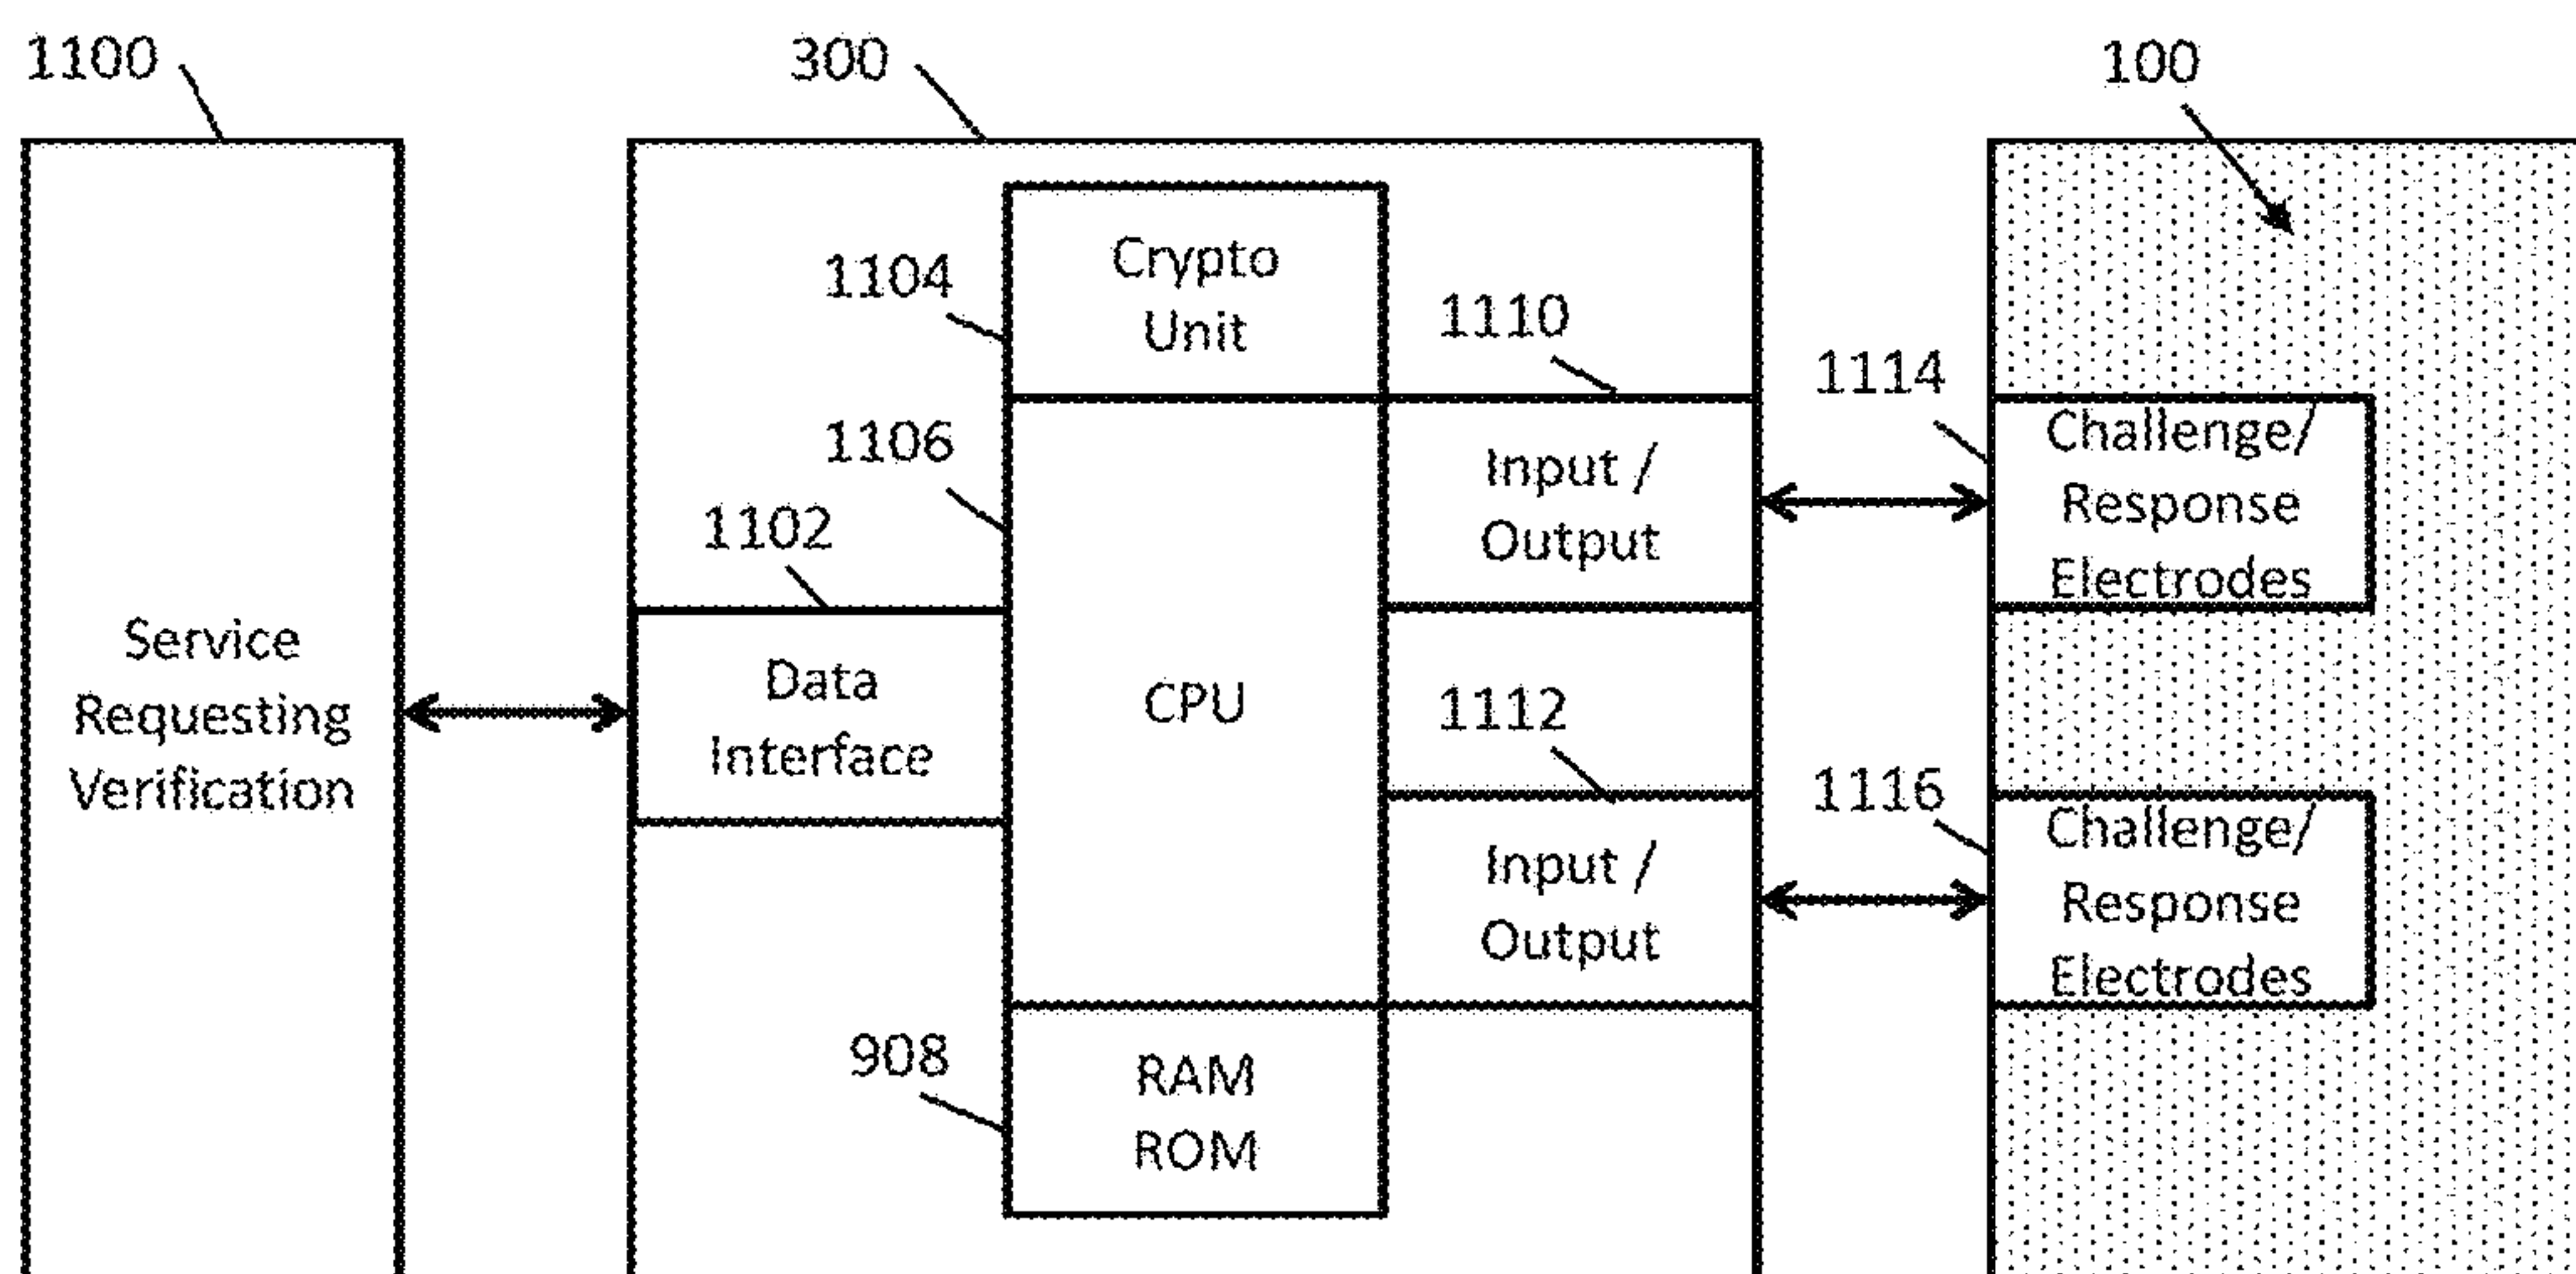 1100
300
100
1104
Crypto
Unit
1110
1114
Challenge/
Response
Electrodes
1106
Input /
Output
1102
Service
Requesting
Verification
Data
Interface
CPU
1112
1116
Challenge/
Response
Electrodes
Input /
Output
908
RAM
ROM